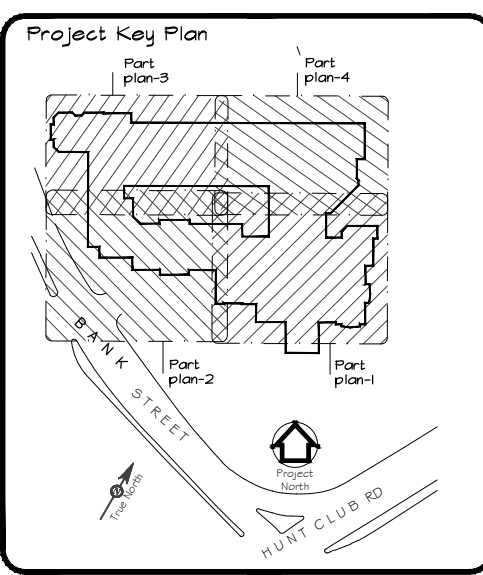 Project Key Plan
Part
plan-3
Part
plan-4
Part
plan-2
Part
plan-1
BANK
STREET
Project
North
True North
HUNT CLUB RD